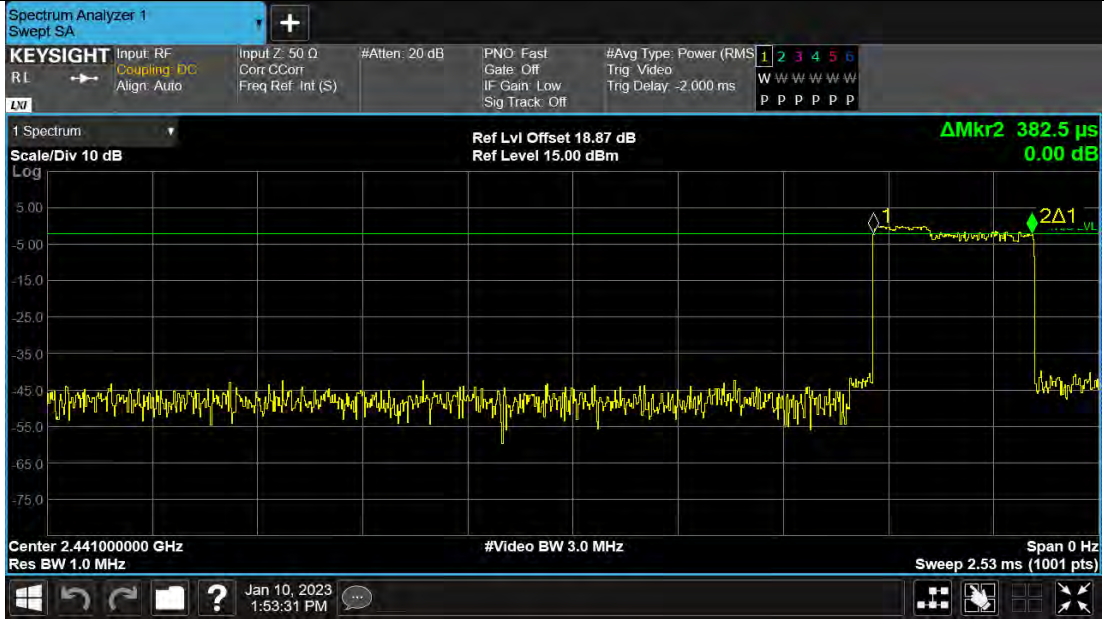 Spectrum Analyzer 1
Swept SA
KEYSIGHT Input: RF Input Z: 50 Ω #Atten: 20 dB PNO: Fast #Avg Type: Power (RMS 1 2 3 4 5 6
RL Coupling: DC Corr CCorr Gate: Off Trig: Video W W W W W W
Align: Auto Freq Ref: Int (S) IF Gain: Low Trig Delay: -2.000 ms P P P P P P
LXI Sig Track: Off
1 Spectrum Ref Lvl Offset 18.87 dB ΔMkr2 382.5 µs
Scale/Div 10 dB Ref Level 15.00 dBm 0.00 dB
Log
5.00
1 2Δ1
LVL
-5.00
-15.0
-25.0
-35.0
-45.0
-55.0
-65.0
-75.0
Center 2.441000000 GHz #Video BW 3.0 MHz Span 0 Hz
Res BW 1.0 MHz Sweep 2.53 ms (1001 pts)
? Jan 10, 2023
1:53:31 PM